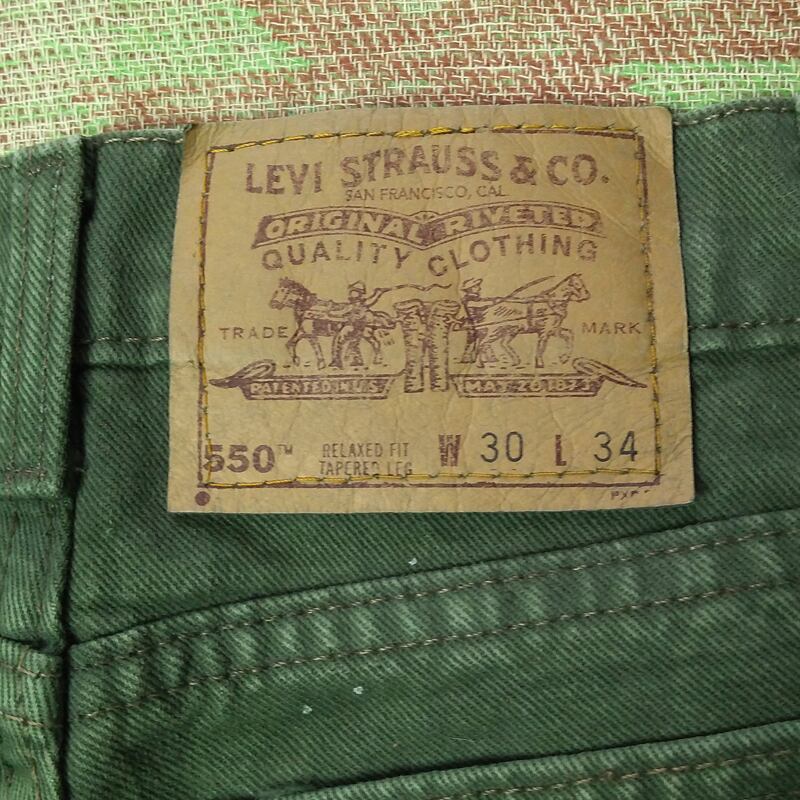 LEVI STRAUSS & CO.
SAN FRANCISCO, CAL
ORIGINAL RIVETED
QUALITY CLOTHING
TRADE MARK
PATENTED IN U.S. MAY 20 1873
550™ RELAXED FIT W 30 L 34
TAPERED LEG